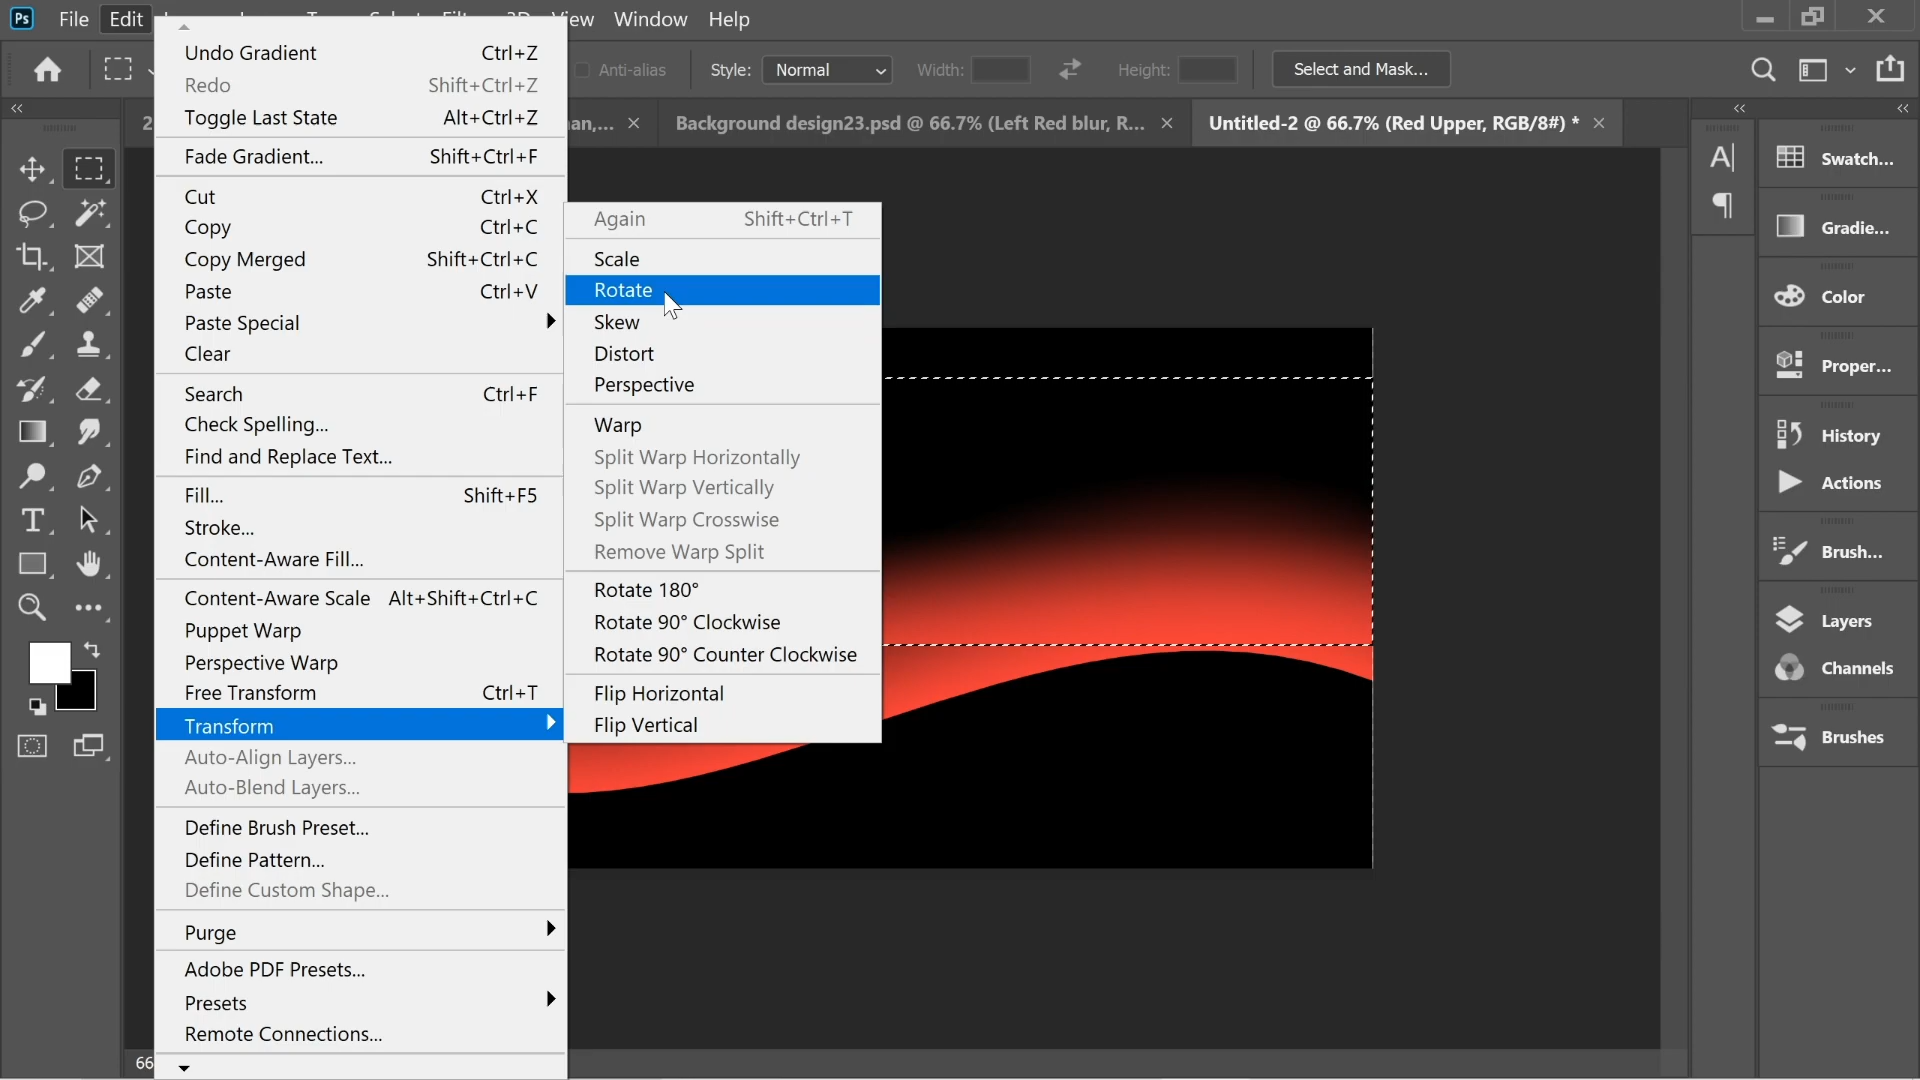 Ps File Edit View Window Help
Anti-alias Style: Normal Width: Height: Select and Mask...
Background design23.psd @ 66.7% (Left Red blur, R... × Untitled-2 @ 66.7% (Red Upper, RGB/8#) * ×
Undo Gradient Ctrl+Z
Redo Shift+Ctrl+Z
Toggle Last State Alt+Ctrl+Z
Fade Gradient... Shift+Ctrl+F
Cut Ctrl+X
Copy Ctrl+C
Copy Merged Shift+Ctrl+C
Paste Ctrl+V
Paste Special
Clear
Search Ctrl+F
Check Spelling...
Find and Replace Text...
Fill... Shift+F5
Stroke...
Content-Aware Fill...
Content-Aware Scale Alt+Shift+Ctrl+C
Puppet Warp
Perspective Warp
Free Transform Ctrl+T
Transform
Auto-Align Layers...
Auto-Blend Layers...
Define Brush Preset...
Define Pattern...
Define Custom Shape...
Purge
Adobe PDF Presets...
Presets
Remote Connections...
Again Shift+Ctrl+T
Scale
Rotate
Skew
Distort
Perspective
Warp
Split Warp Horizontally
Split Warp Vertically
Split Warp Crosswise
Remove Warp Split
Rotate 180°
Rotate 90° Clockwise
Rotate 90° Counter Clockwise
Flip Horizontal
Flip Vertical
Swatch...
Gradie...
Color
Proper...
History
Actions
Brush...
Layers
Channels
Brushes
66